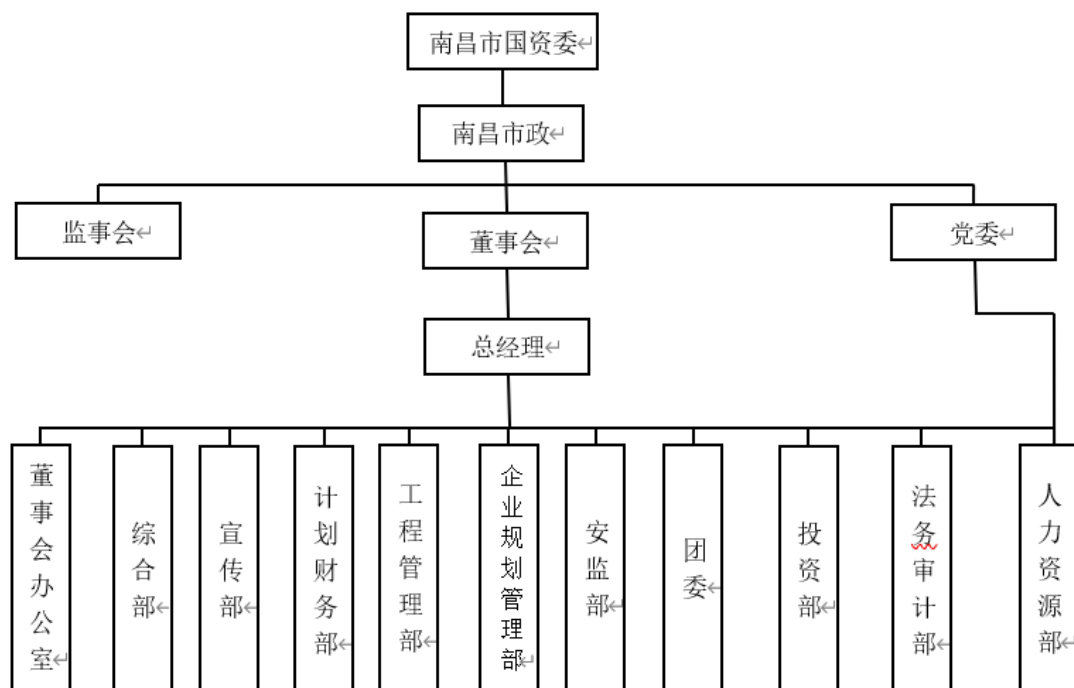 南昌市国资委
南昌市政
监事会
董事会
党委
总经理
董事会办公室
综合部
宣传部
计划财务部
工程管理部
企业规划管理部
安监部
团委
投资部
法务审计部
人力资源部